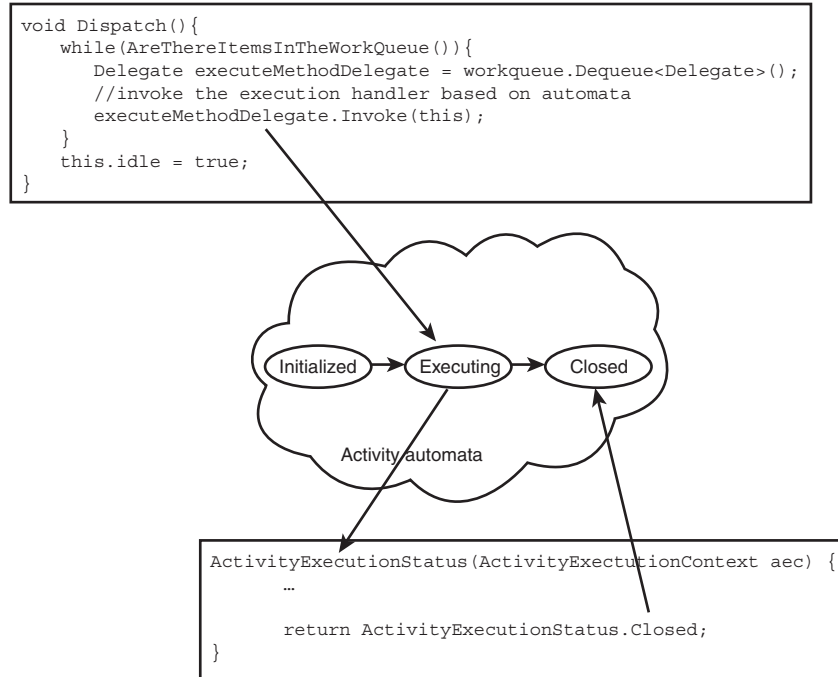 void Dispatch(){
while(AreThereItemsInTheWorkQueue()){
Delegate executeMethodDelegate = workqueue.Dequeue<Delegate>();
//invoke the execution handler based on automata
executeMethodDelegate.Invoke(this);
}
this.idle = true;
}
Initialized
Executing
Closed
Activity automata
ActivityExecutionStatus(ActivityExectutionContext aec) {
…
return ActivityExecutionStatus.Closed;
}